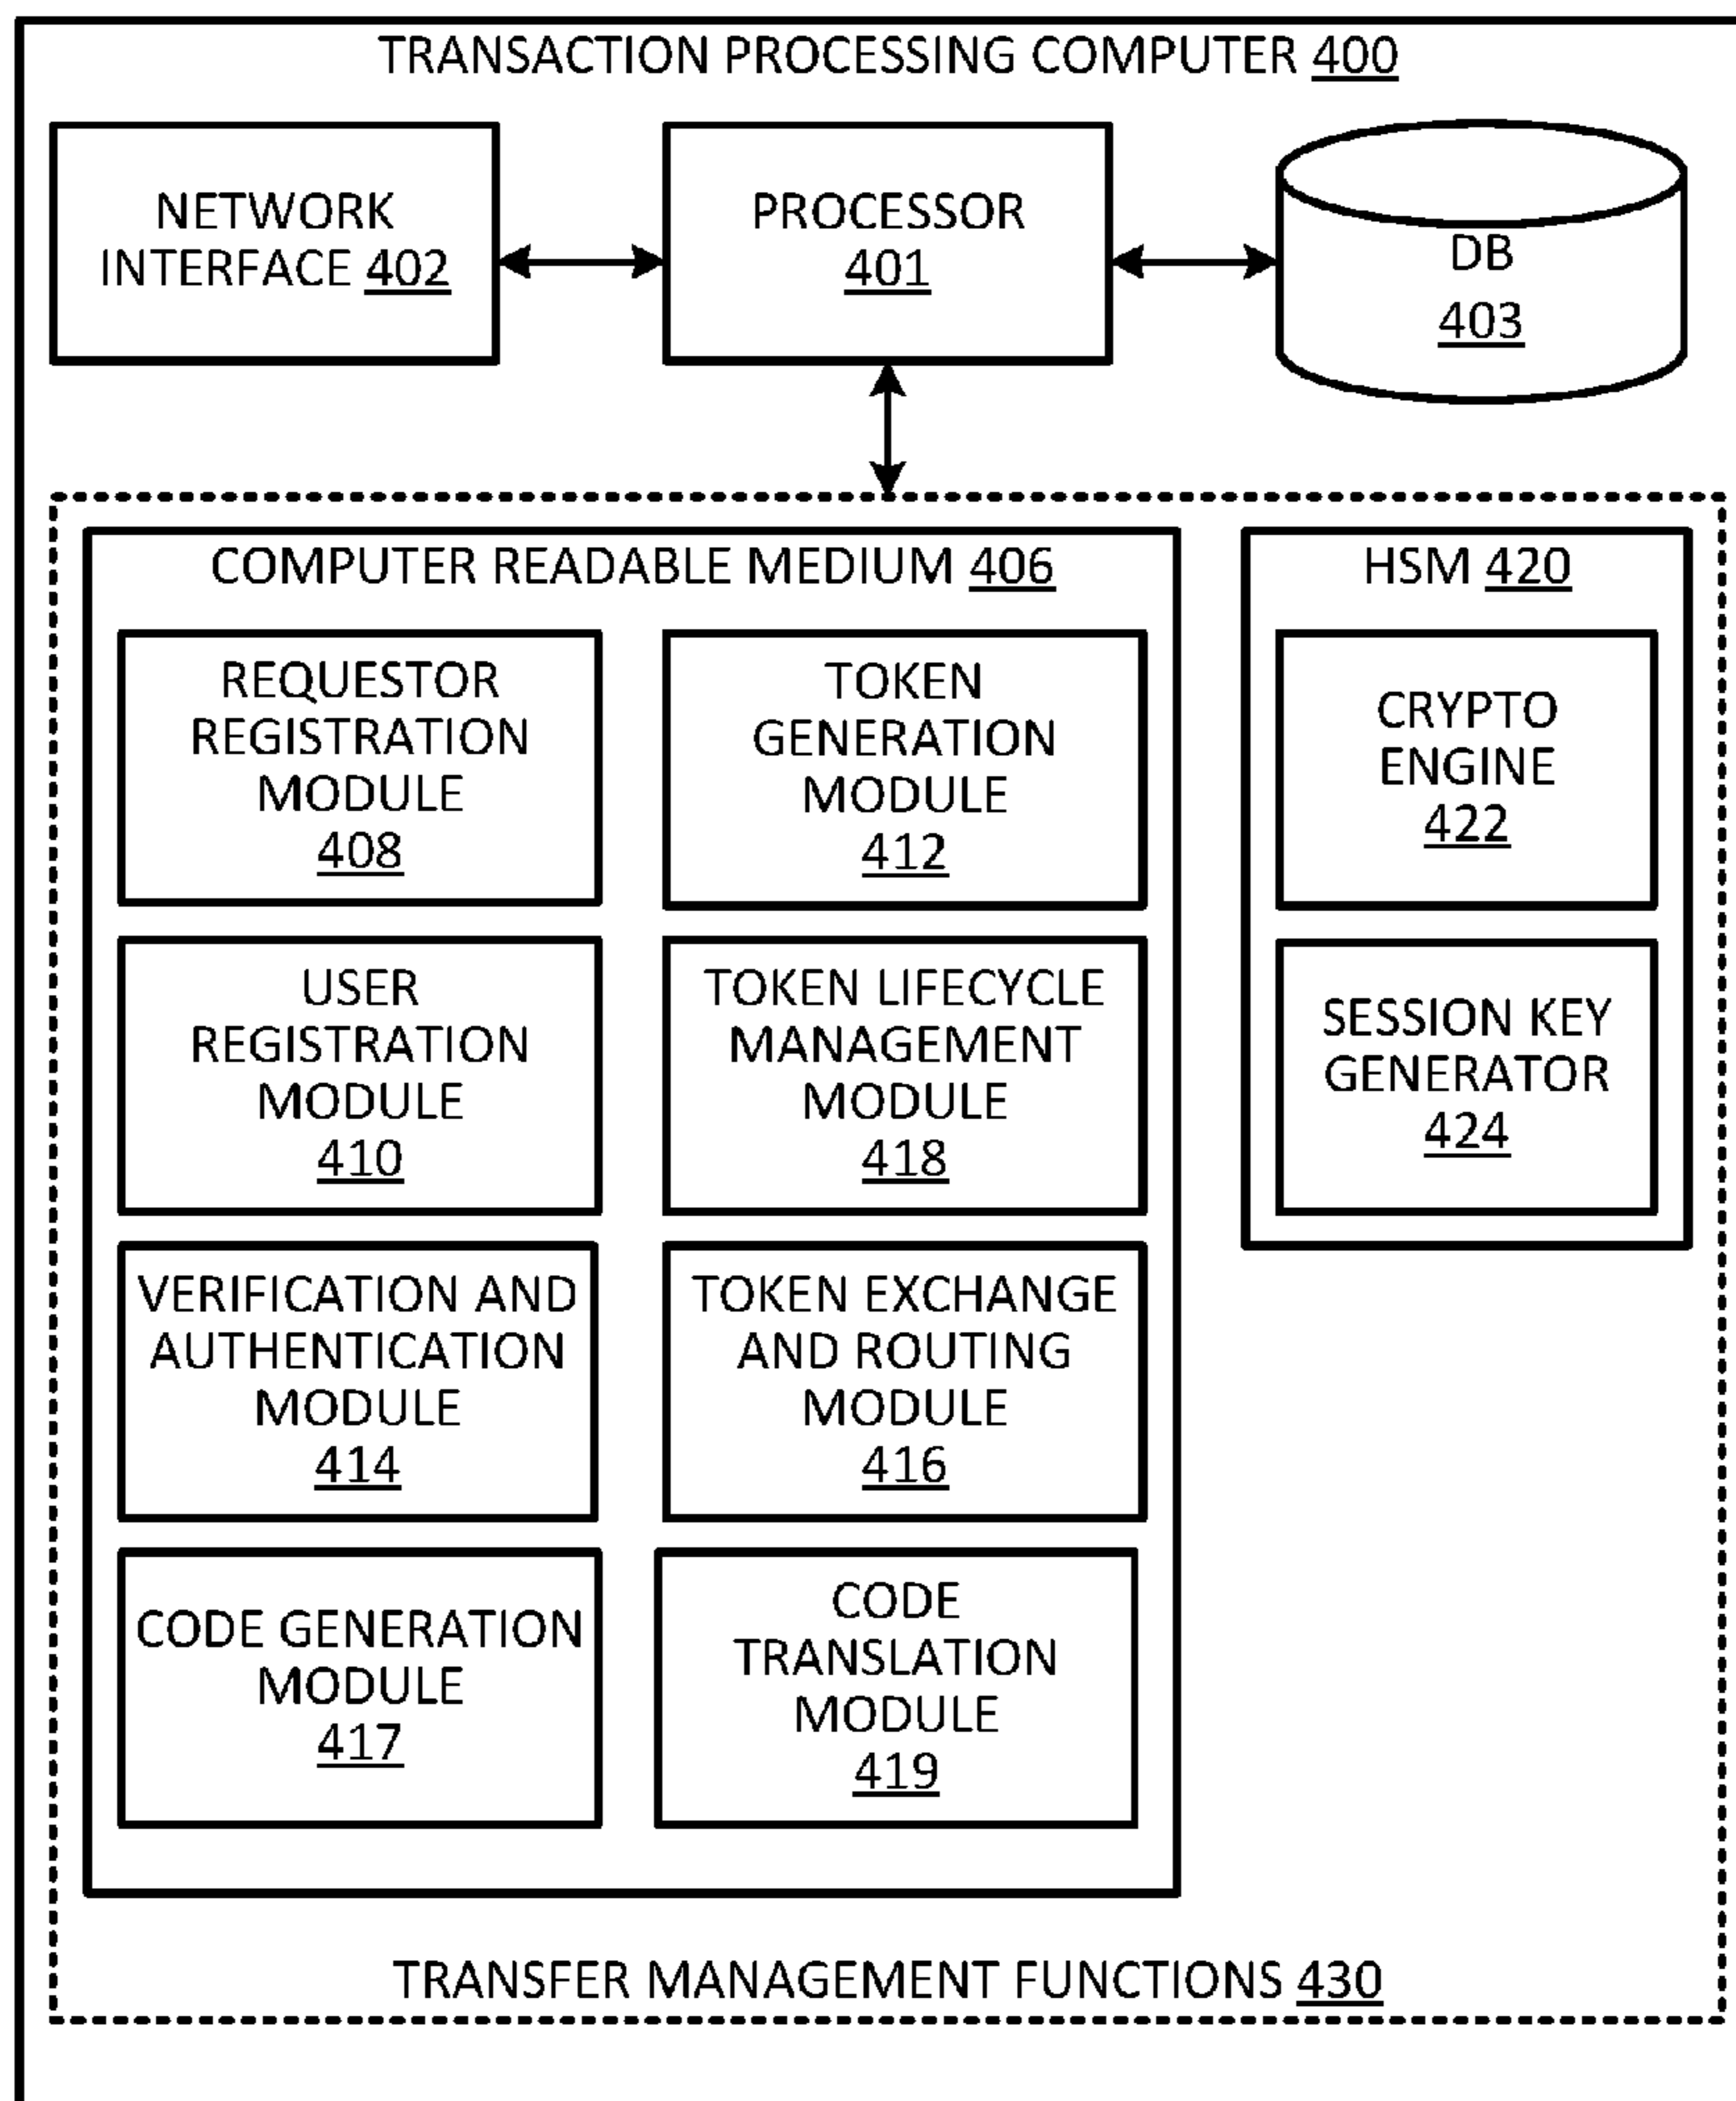 TRANSACTION PROCESSING COMPUTER 400
NETWORK
INTERFACE 402
PROCESSOR
401
DB
403
COMPUTER READABLE MEDIUM 406
REQUESTOR
REGISTRATION
MODULE
408
TOKEN
GENERATION
MODULE
412
USER
REGISTRATION
MODULE
410
TOKEN LIFECYCLE
MANAGEMENT
MODULE
418
VERIFICATION AND
AUTHENTICATION
MODULE
414
TOKEN EXCHANGE
AND ROUTING
MODULE
416
CODE GENERATION
MODULE
417
CODE
TRANSLATION
MODULE
419
HSM 420
CRYPTO
ENGINE
422
SESSION KEY
GENERATOR
424
TRANSFER MANAGEMENT FUNCTIONS 430